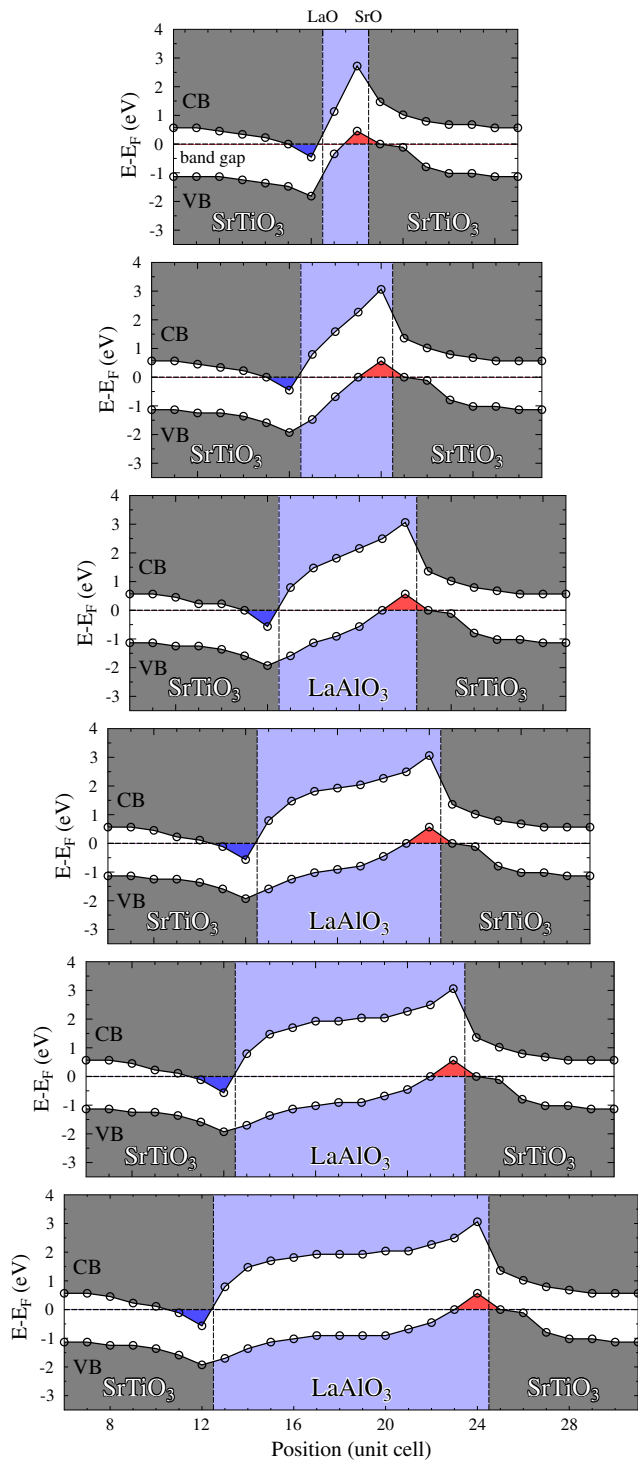 LaO SrO
4
3
2
1
0
-1
-2
-3
E-E_F (eV)
CB
band gap
VB
SrTiO₃ SrTiO₃
4
3
2
1
0
-1
-2
-3
E-E_F (eV)
CB
VB
SrTiO₃ SrTiO₃
4
3
2
1
0
-1
-2
-3
E-E_F (eV)
CB
VB
SrTiO₃ LaAlO₃ SrTiO₃
4
3
2
1
0
-1
-2
-3
E-E_F (eV)
CB
VB
SrTiO₃ LaAlO₃ SrTiO₃
4
3
2
1
0
-1
-2
-3
E-E_F (eV)
CB
VB
SrTiO₃ LaAlO₃ SrTiO₃
4
3
2
1
0
-1
-2
-3
E-E_F (eV)
CB
VB
SrTiO₃ LaAlO₃ SrTiO₃
8 12 16 20 24 28
Position (unit cell)